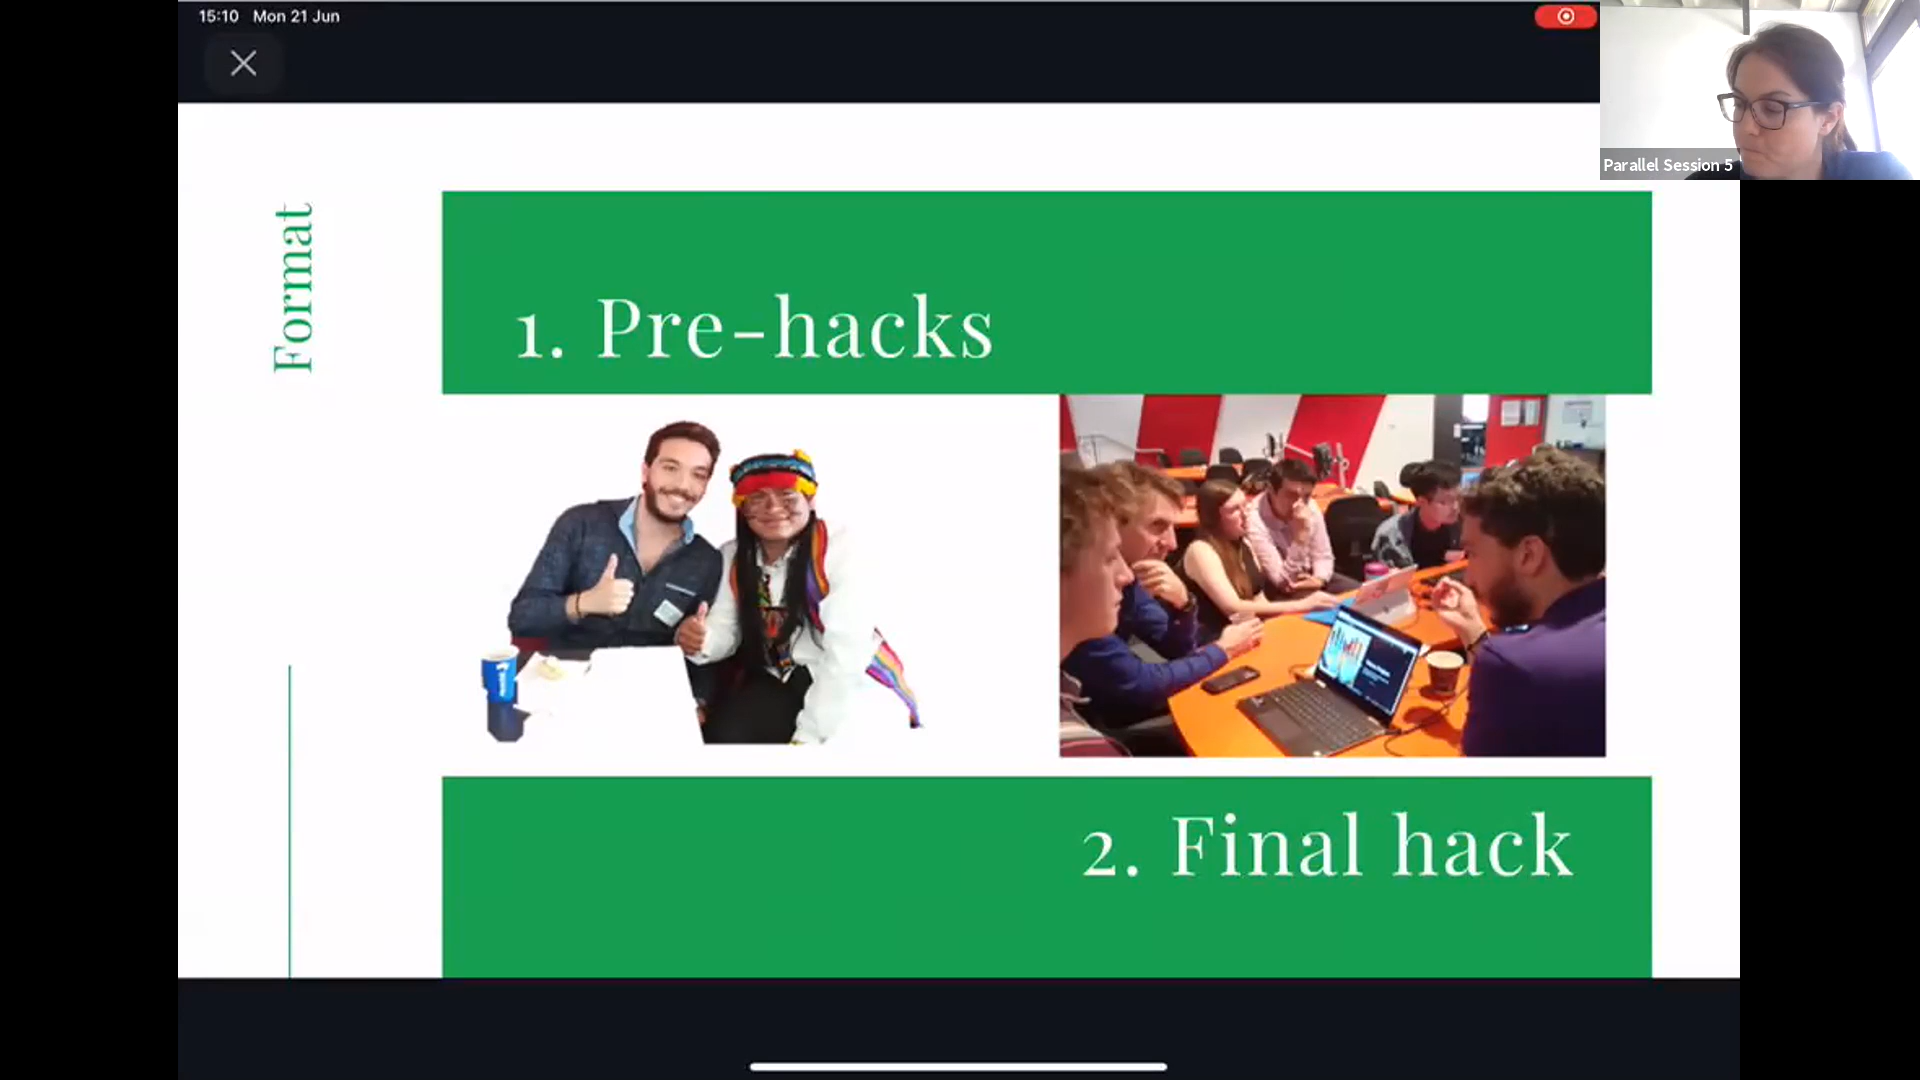 15:10 Mon 21 Jun
Parallel Session 5
Format
1. Pre-hacks
2. Final hack